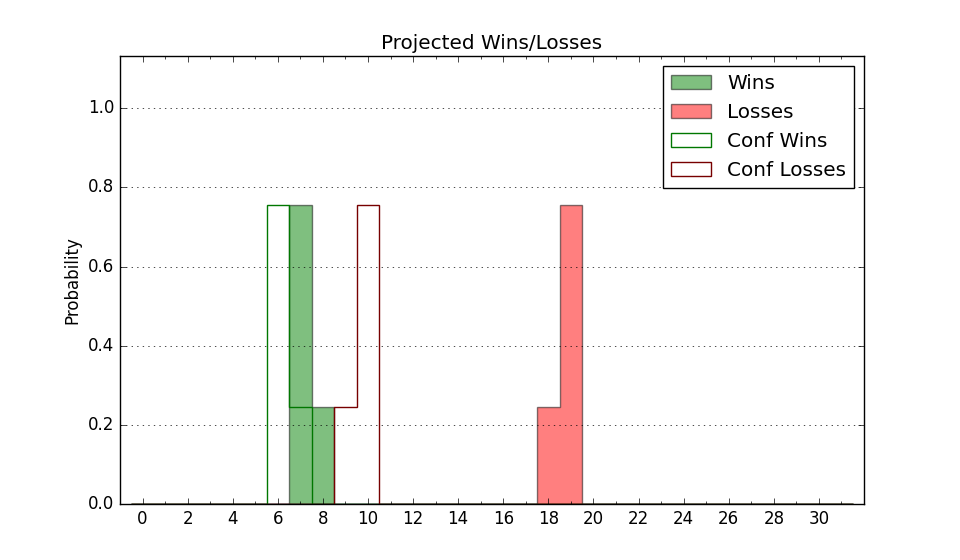 Projected Wins/Losses
Wins
Losses
Conf Wins
Conf Losses
Probability
1.0
0.8
0.6
0.4
0.2
0.0
0 2 4 6 8 10 12 14 16 18 20 22 24 26 28 30